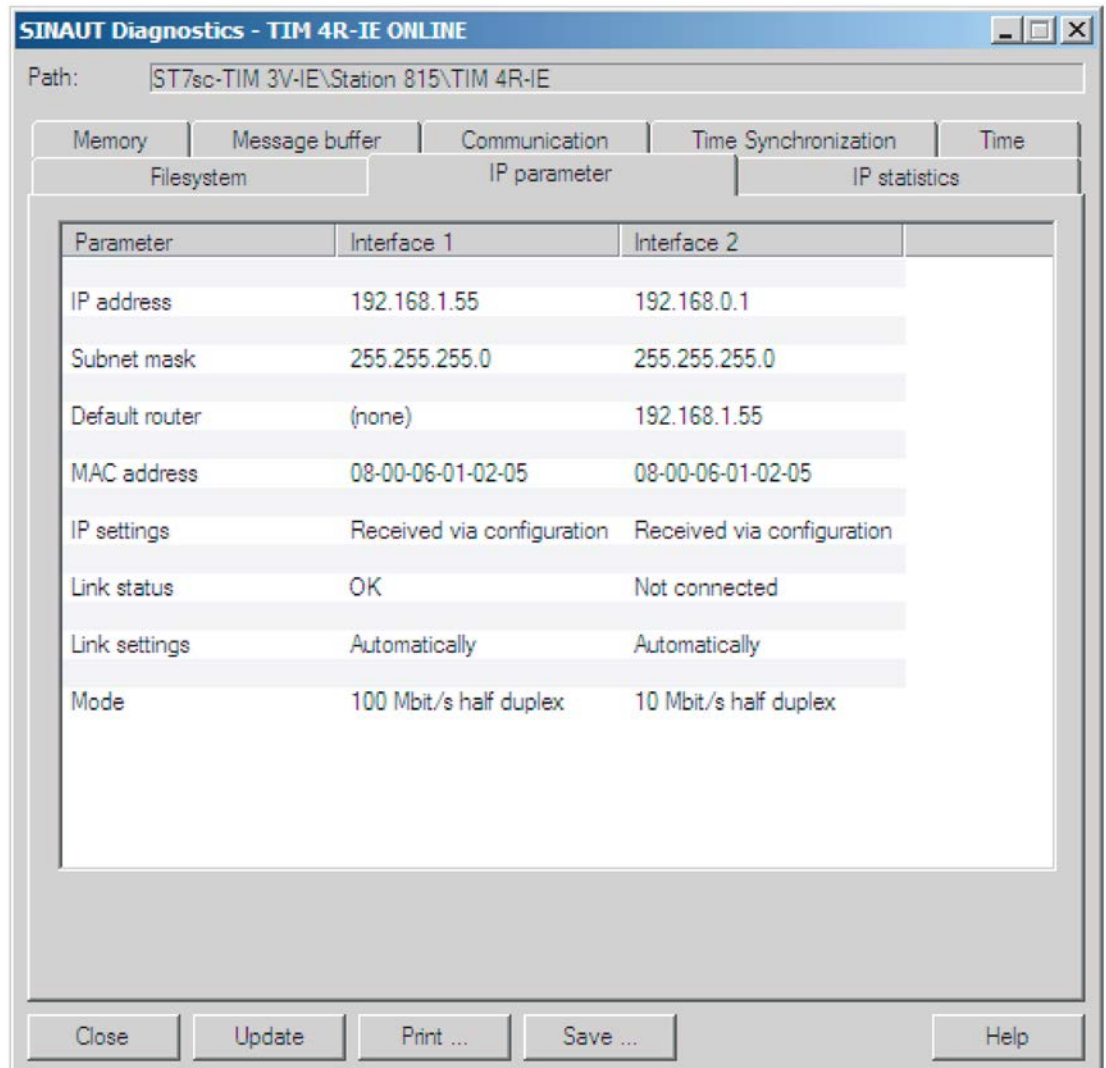 SINAUT Diagnostics - TIM 4R-IE ONLINE
Path: ST7sc-TIM 3V-IE\Station 815\TIM 4R-IE
Memory Message buffer Communication Time Synchronization Time
Filesystem IP parameter IP statistics
Parameter Interface 1 Interface 2
IP address 192.168.1.55 192.168.0.1
Subnet mask 255.255.255.0 255.255.255.0
Default router (none) 192.168.1.55
MAC address 08-00-06-01-02-05 08-00-06-01-02-05
IP settings Received via configuration Received via configuration
Link status OK Not connected
Link settings Automatically Automatically
Mode 100 Mbit/s half duplex 10 Mbit/s half duplex
Close Update Print ... Save ... Help